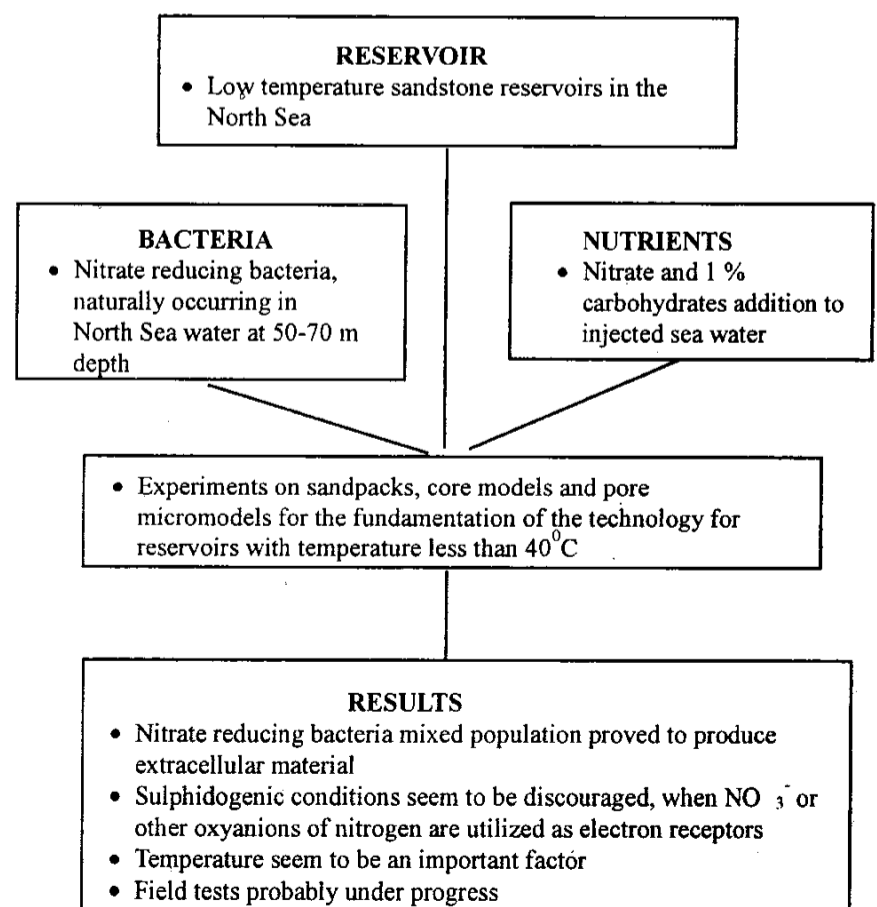 RESERVOIR
• Low temperature sandstone reservoirs in the
North Sea
BACTERIA
• Nitrate reducing bacteria,
naturally occurring in
North Sea water at 50-70 m
depth
NUTRIENTS
• Nitrate and 1 %
carbohydrates addition to
injected sea water
• Experiments on sandpacks, core models and pore
micromodels for the fundamentation of the technology for
reservoirs with temperature less than 40⁰C
RESULTS
• Nitrate reducing bacteria mixed population proved to produce
extracellular material
• Sulphidogenic conditions seem to be discouraged, when NO ₃⁻ or
other oxyanions of nitrogen are utilized as electron receptors
• Temperature seem to be an important factor
• Field tests probably under progress